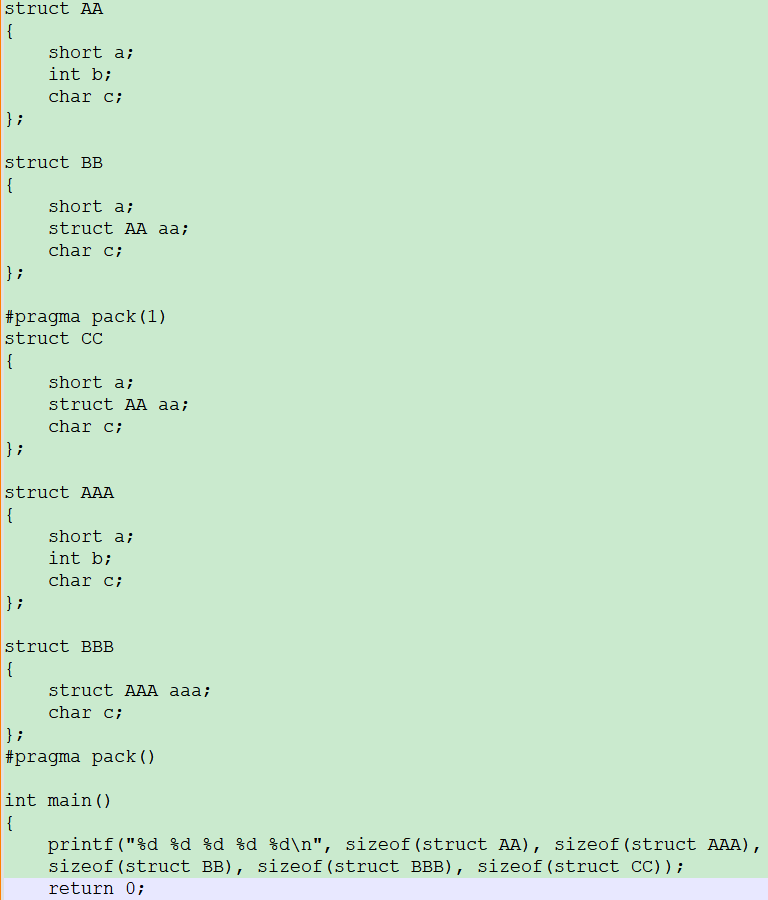 struct AA
{
    short a;
    int b;
    char c;
};

struct BB
{
    short a;
    struct AA aa;
    char c;
};

#pragma pack(1)
struct CC
{
    short a;
    struct AA aa;
    char c;
};

struct AAA
{
    short a;
    int b;
    char c;
};

struct BBB
{
    struct AAA aaa;
    char c;
};
#pragma pack()

int main()
{
    printf("%d %d %d %d %d\n", sizeof(struct AA), sizeof(struct AAA),
    sizeof(struct BB), sizeof(struct BBB), sizeof(struct CC));
    return 0;